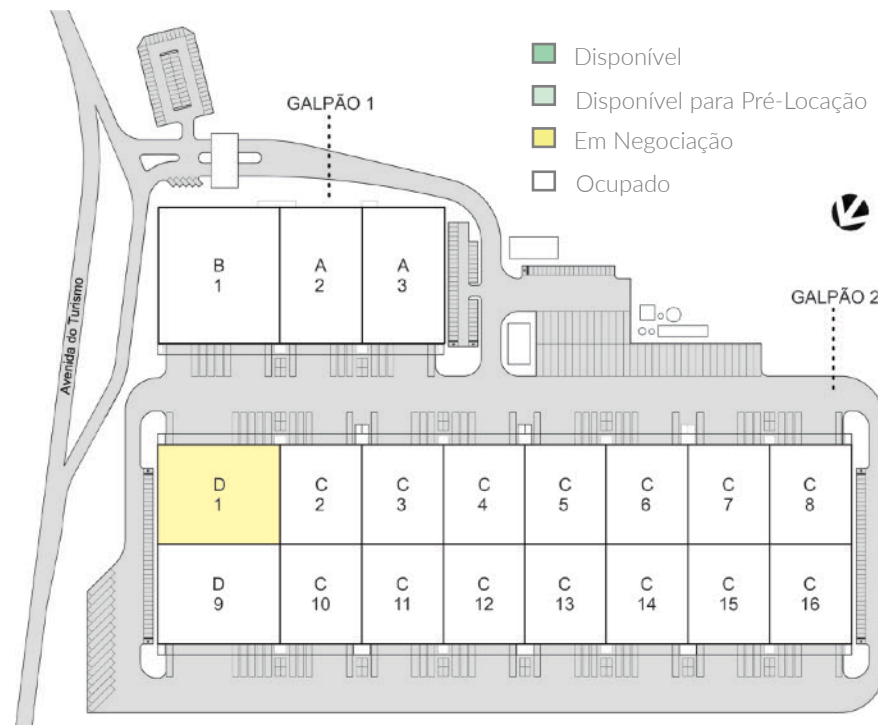 Disponível
Disponível para Pré-Locação
Em Negociação
Ocupado
GALPÃO 1
GALPÃO 2
Avenida do Turismo
B
1
A
2
A
3
D
1
C
2
C
3
C
4
C
5
C
6
C
7
C
8
D
9
C
10
C
11
C
12
C
13
C
14
C
15
C
16